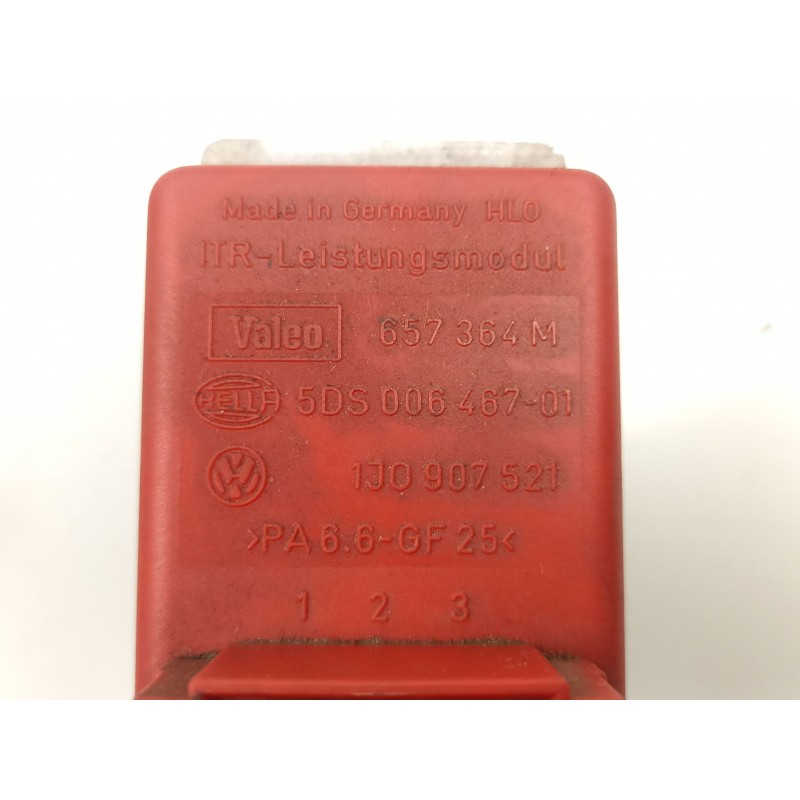 Made in Germany HLO
ITR-Leistungsmodul
Valeo 657 364 M
HELLA 5DS 006 467-01
VW 1J0 907 521
>PA 6.6-GF 25<
1 2 3